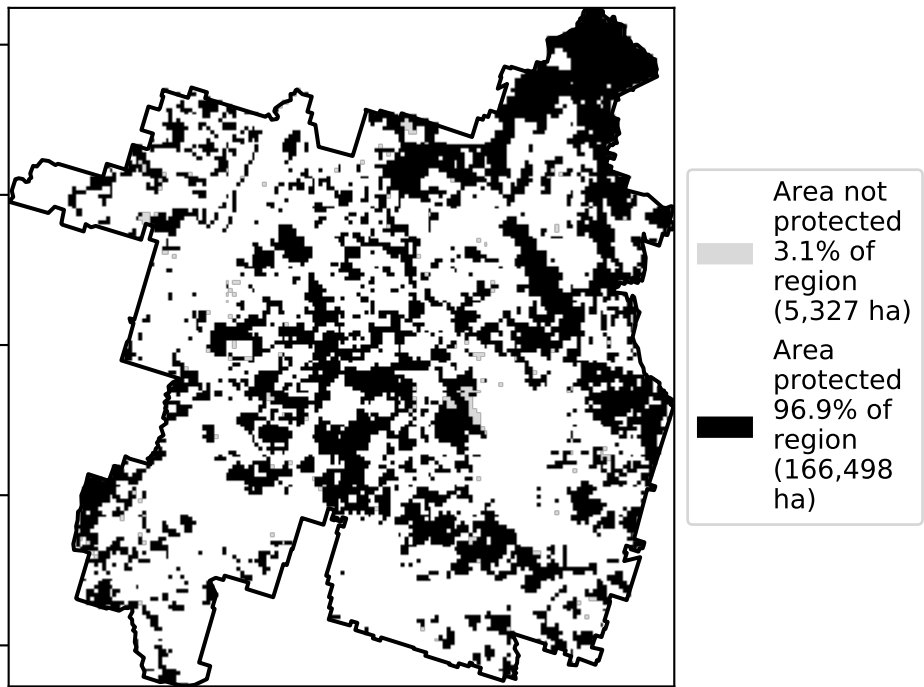 Area not
protected
3.1% of
region
(5,327 ha)
Area
protected
96.9% of
region
(166,498
ha)